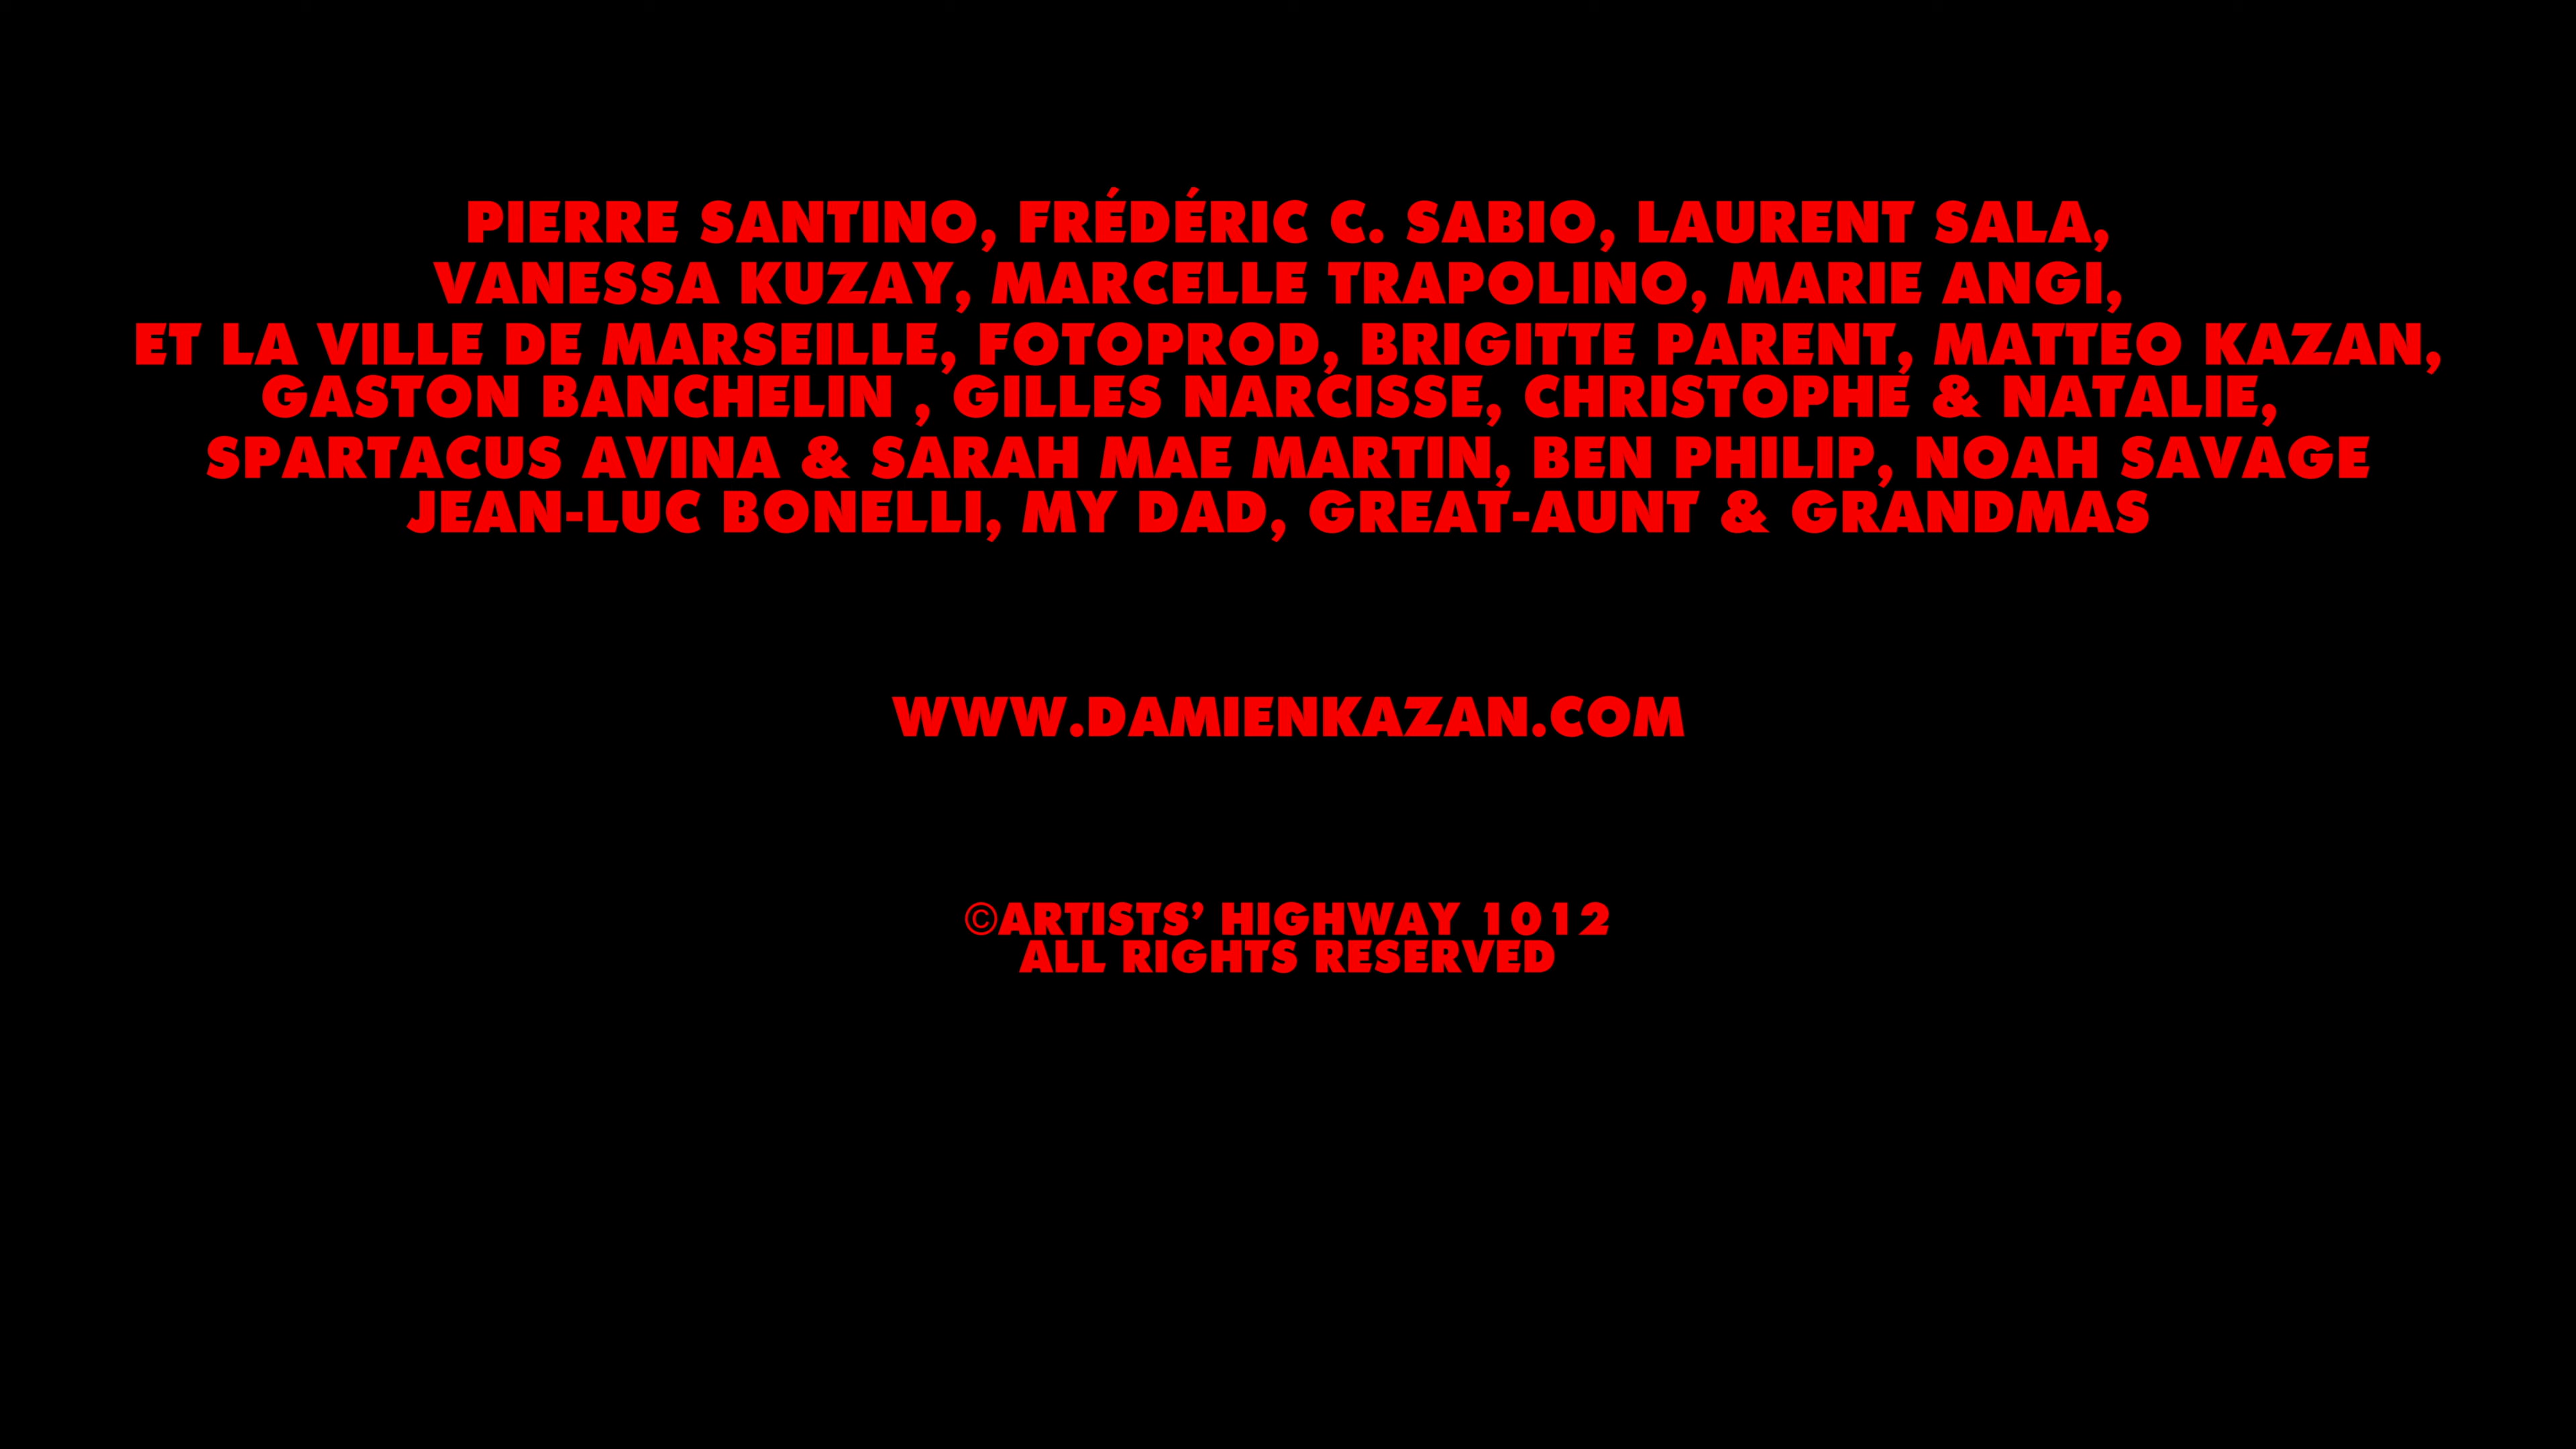 PIERRE SANTINO, FRÉDÉRIC C. SABIO, LAURENT SALA,
VANESSA KUZAY, MARCELLE TRAPOLINO, MARIE ANGI,
ET LA VILLE DE MARSEILLE, FOTOPROD, BRIGITTE PARENT, MATTEO KAZAN,
GASTON BANCHELIN , GILLES NARCISSE, CHRISTOPHE & NATALIE,
SPARTACUS AVINA & SARAH MAE MARTIN, BEN PHILIP, NOAH SAVAGE
JEAN-LUC BONELLI, MY DAD, GREAT-AUNT & GRANDMAS
WWW.DAMIENKAZAN.COM
©ARTISTS’ HIGHWAY 1012
ALL RIGHTS RESERVED